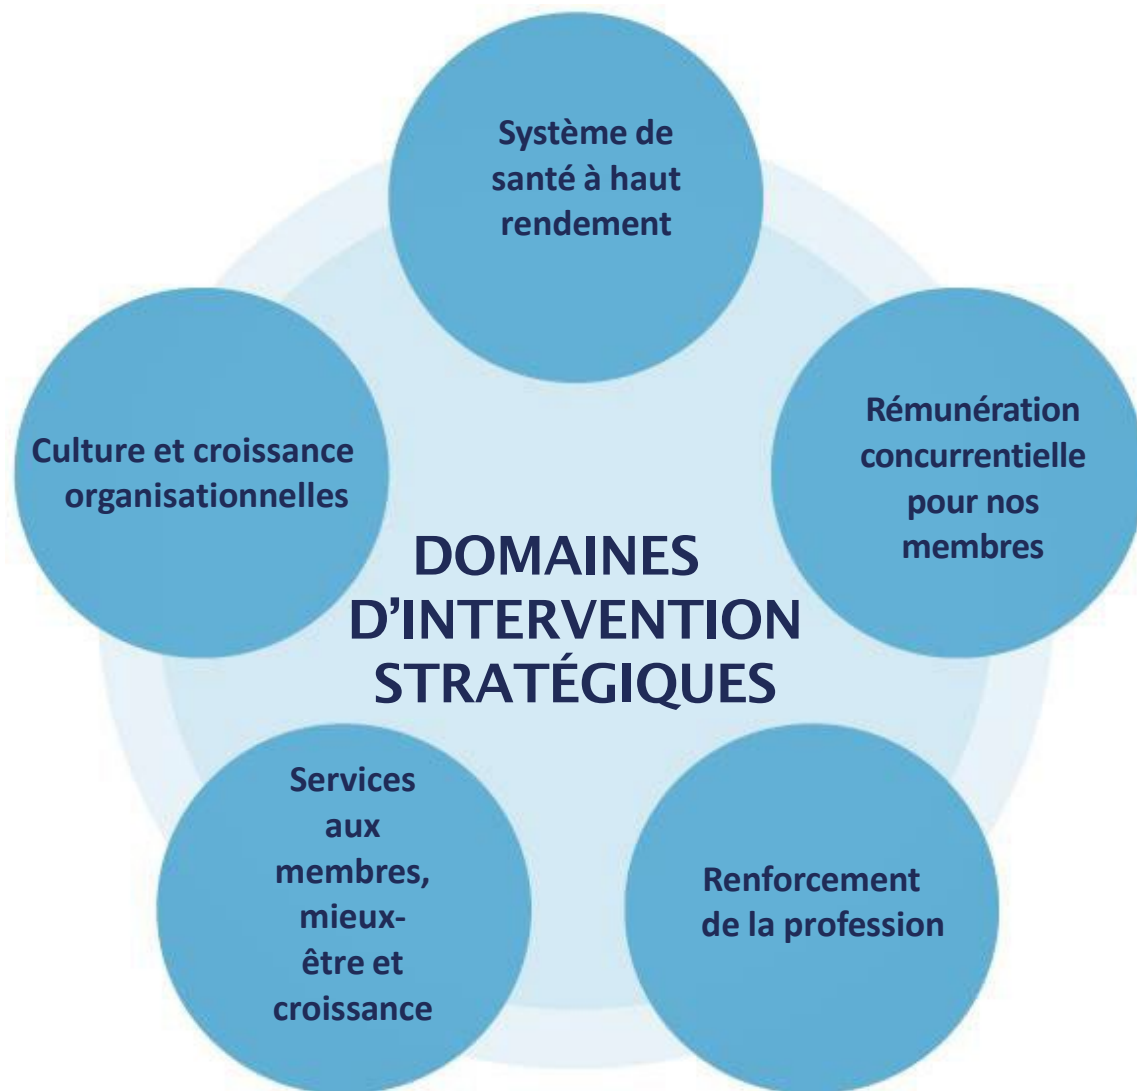 Système de
santé à haut
rendement
Rémunération
concurrentielle
pour nos
membres
Culture et croissance
organisationnelles
DOMAINES
D’INTERVENTION
STRATÉGIQUES
Services
aux
membres,
mieux-
être et
croissance
Renforcement
de la profession